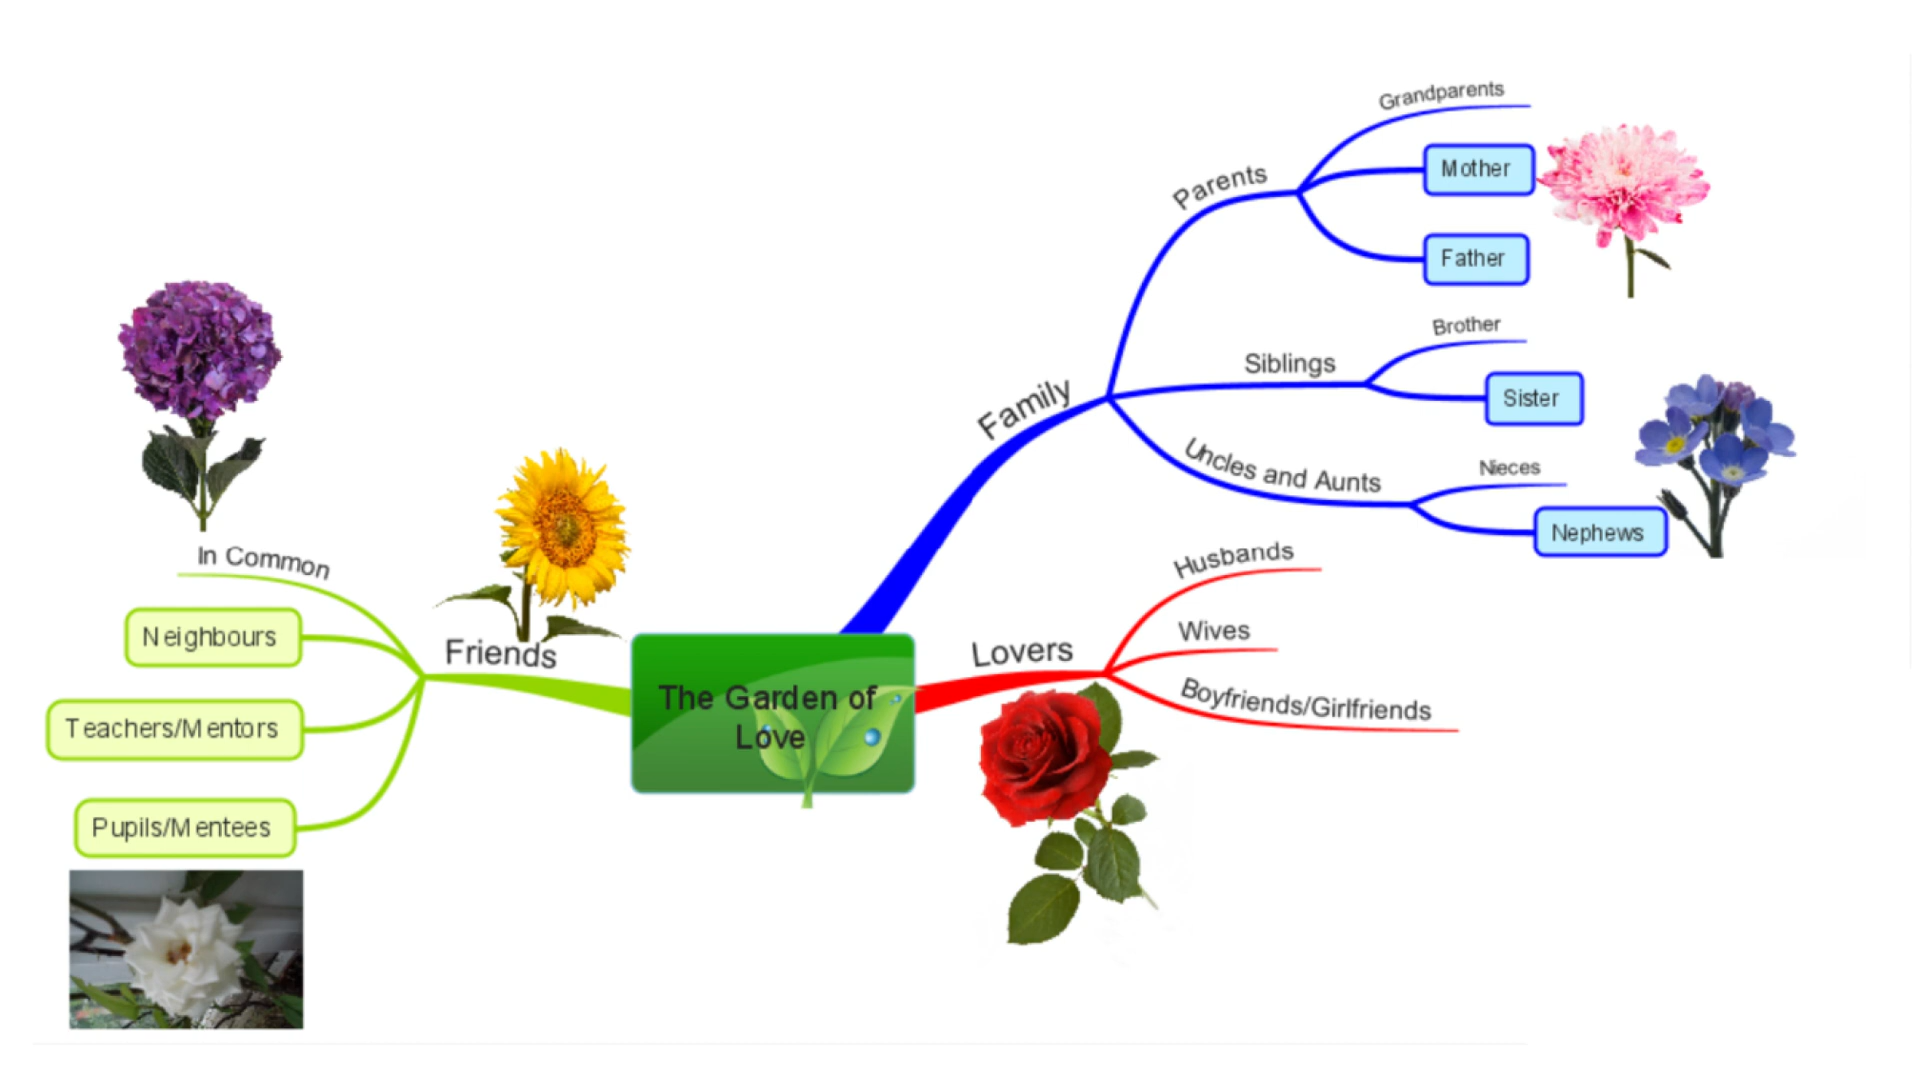 The Garden of
Love
Family
Parents
Grandparents
Mother
Father
Siblings
Brother
Sister
Uncles and Aunts
Nieces
Nephews
Lovers
Husbands
Wives
Boyfriends/Girlfriends
Friends
In Common
Neighbours
Teachers/Mentors
Pupils/Mentees